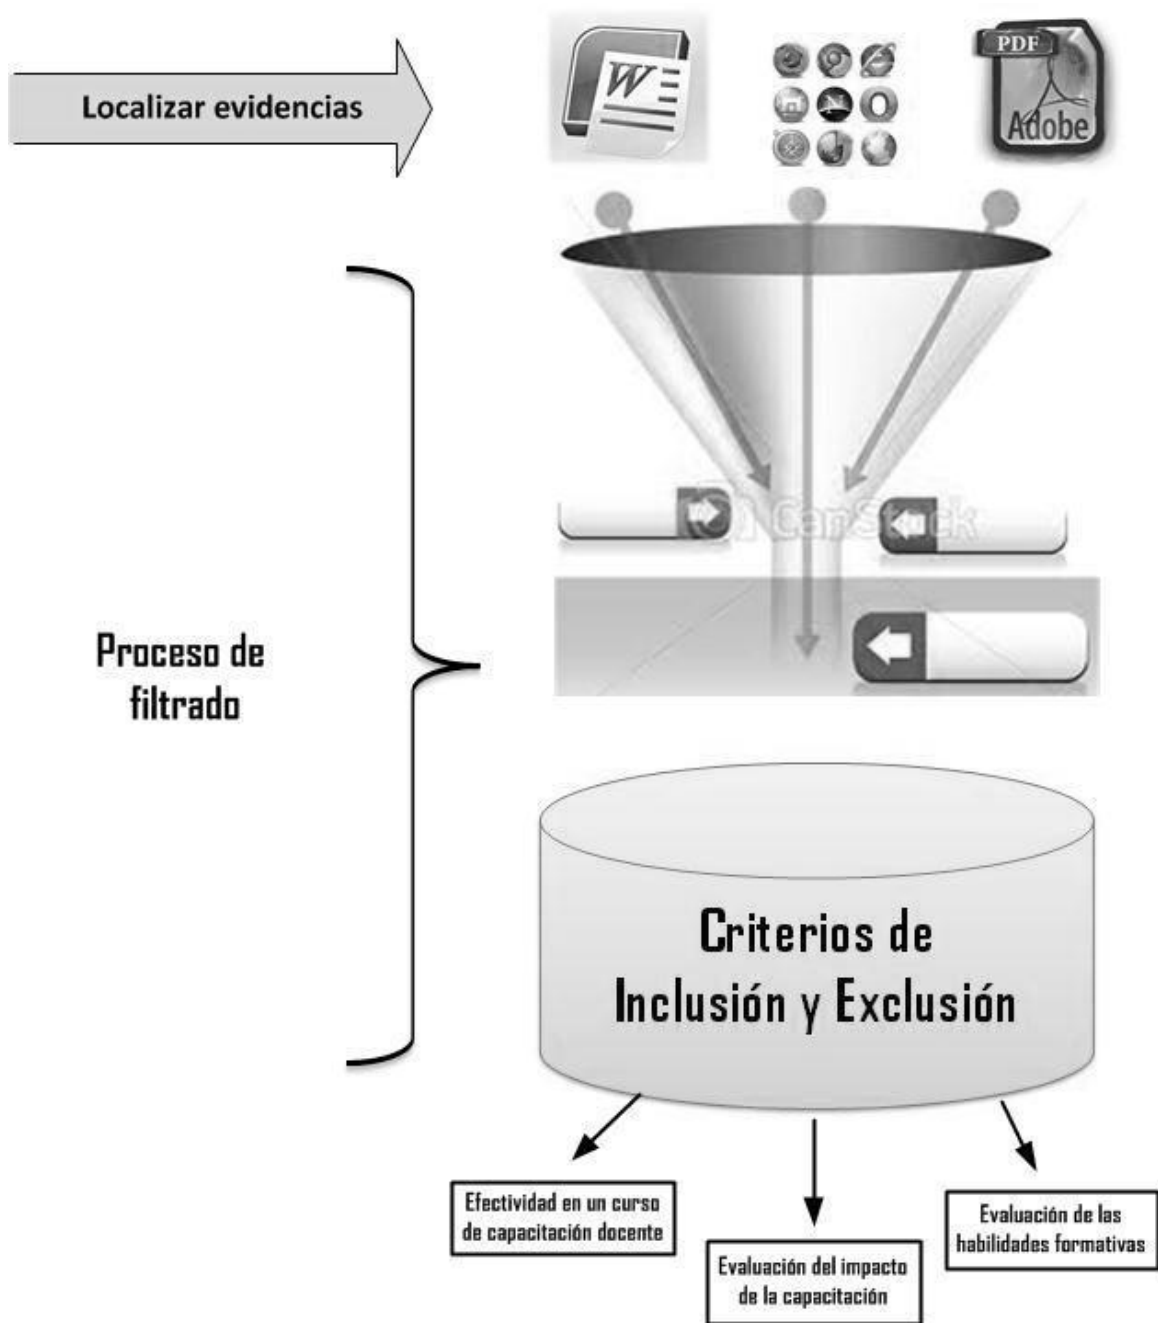 Localizar evidencias
W
PDF
Adobe
CanStock
Proceso de
filtrado
Criterios de
Inclusión y Exclusión
Efectividad en un curso
de capacitación docente
Evaluación del impacto
de la capacitación
Evaluación de las
habilidades formativas